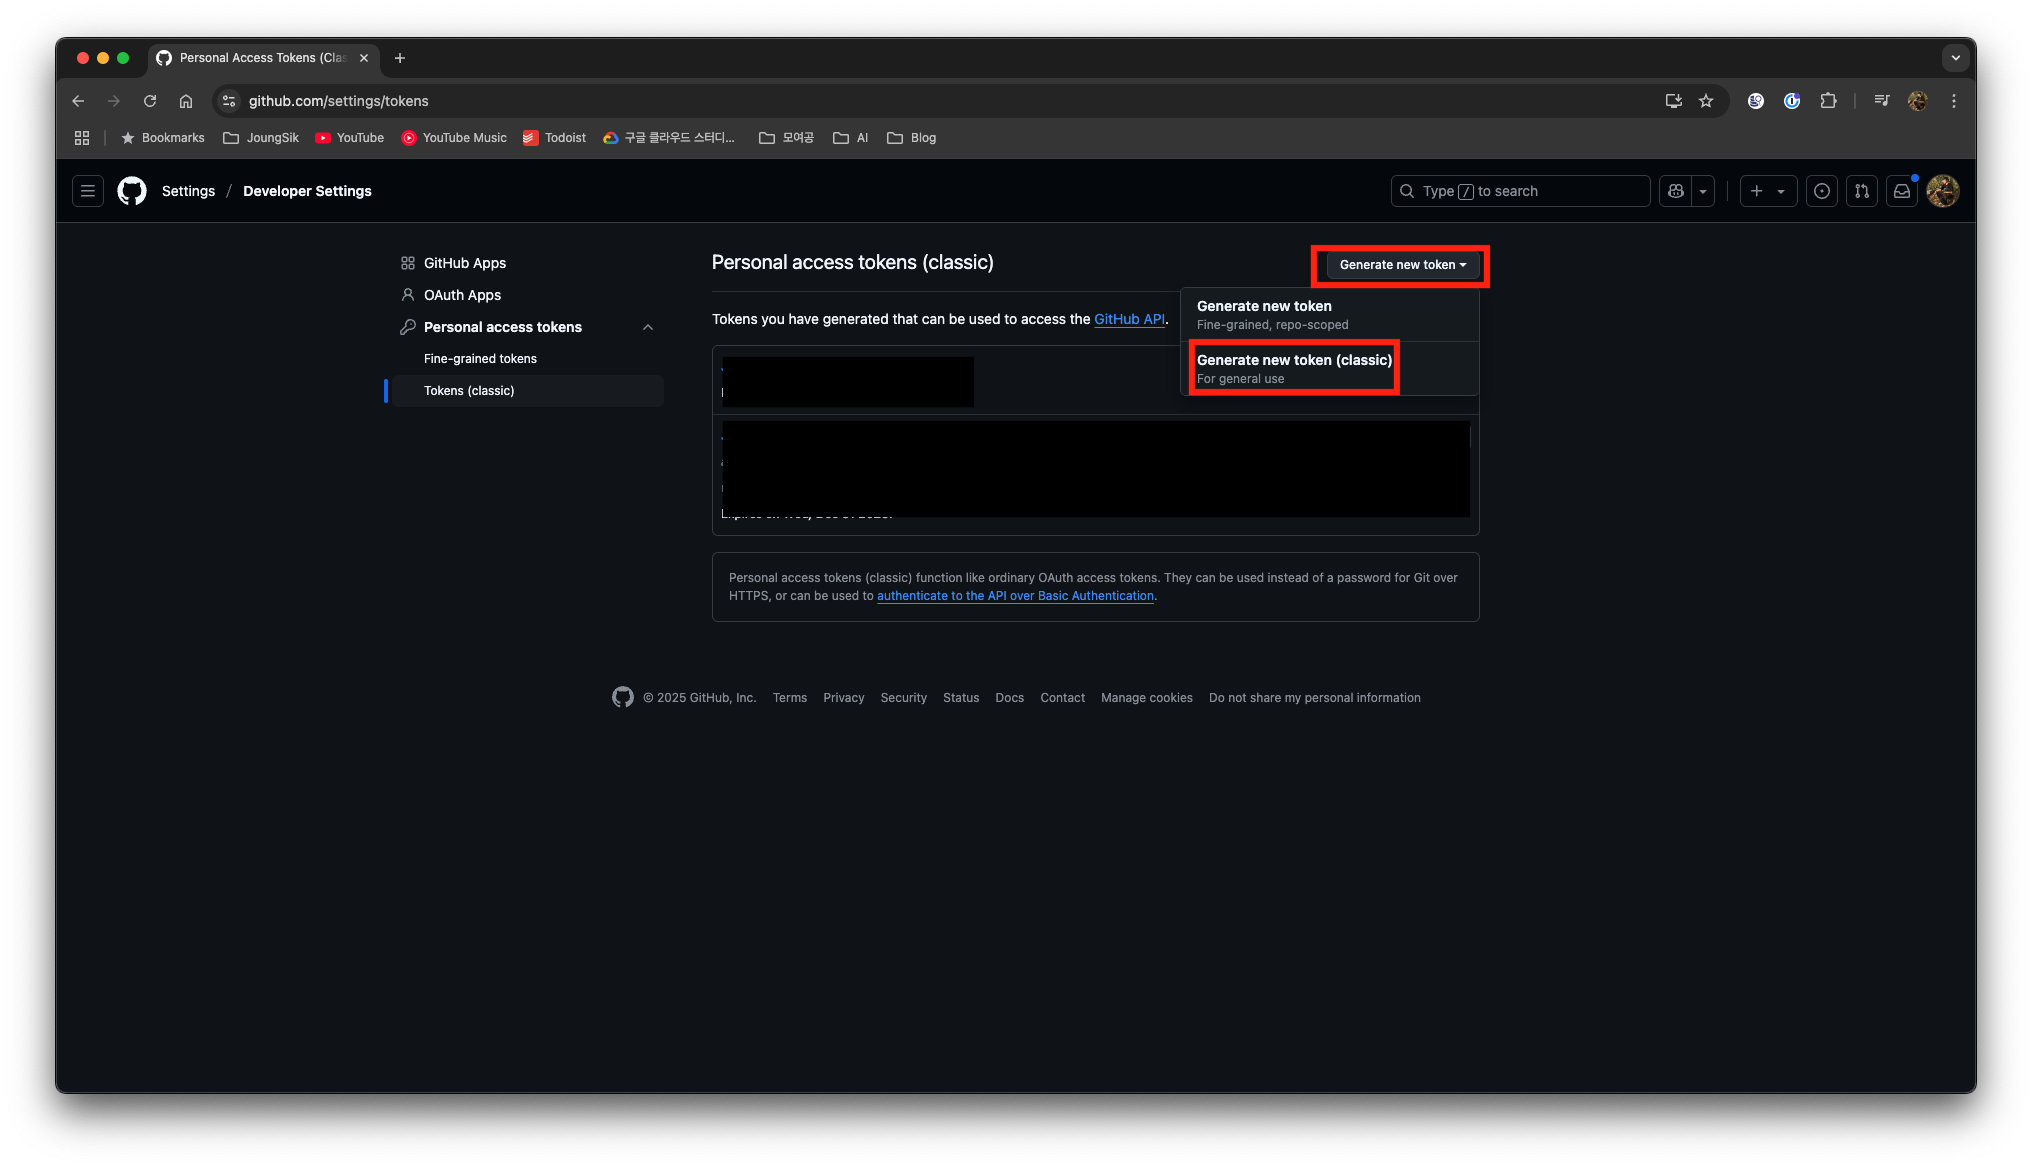 Personal Access Tokens (Clas
github.com/settings/tokens
Bookmarks JoungSik YouTube YouTube Music Todoist 구글 클라우드 스터디... 모여공 AI Blog
Settings / Developer Settings
Type / to search
GitHub Apps
OAuth Apps
Personal access tokens
Fine-grained tokens
Tokens (classic)
Personal access tokens (classic)
Generate new token
Tokens you have generated that can be used to access the GitHub API.
Generate new token
Fine-grained, repo-scoped
Generate new token (classic)
For general use
Personal access tokens (classic) function like ordinary OAuth access tokens. They can be used instead of a password for Git over
HTTPS, or can be used to authenticate to the API over Basic Authentication.
© 2025 GitHub, Inc. Terms Privacy Security Status Docs Contact Manage cookies Do not share my personal information